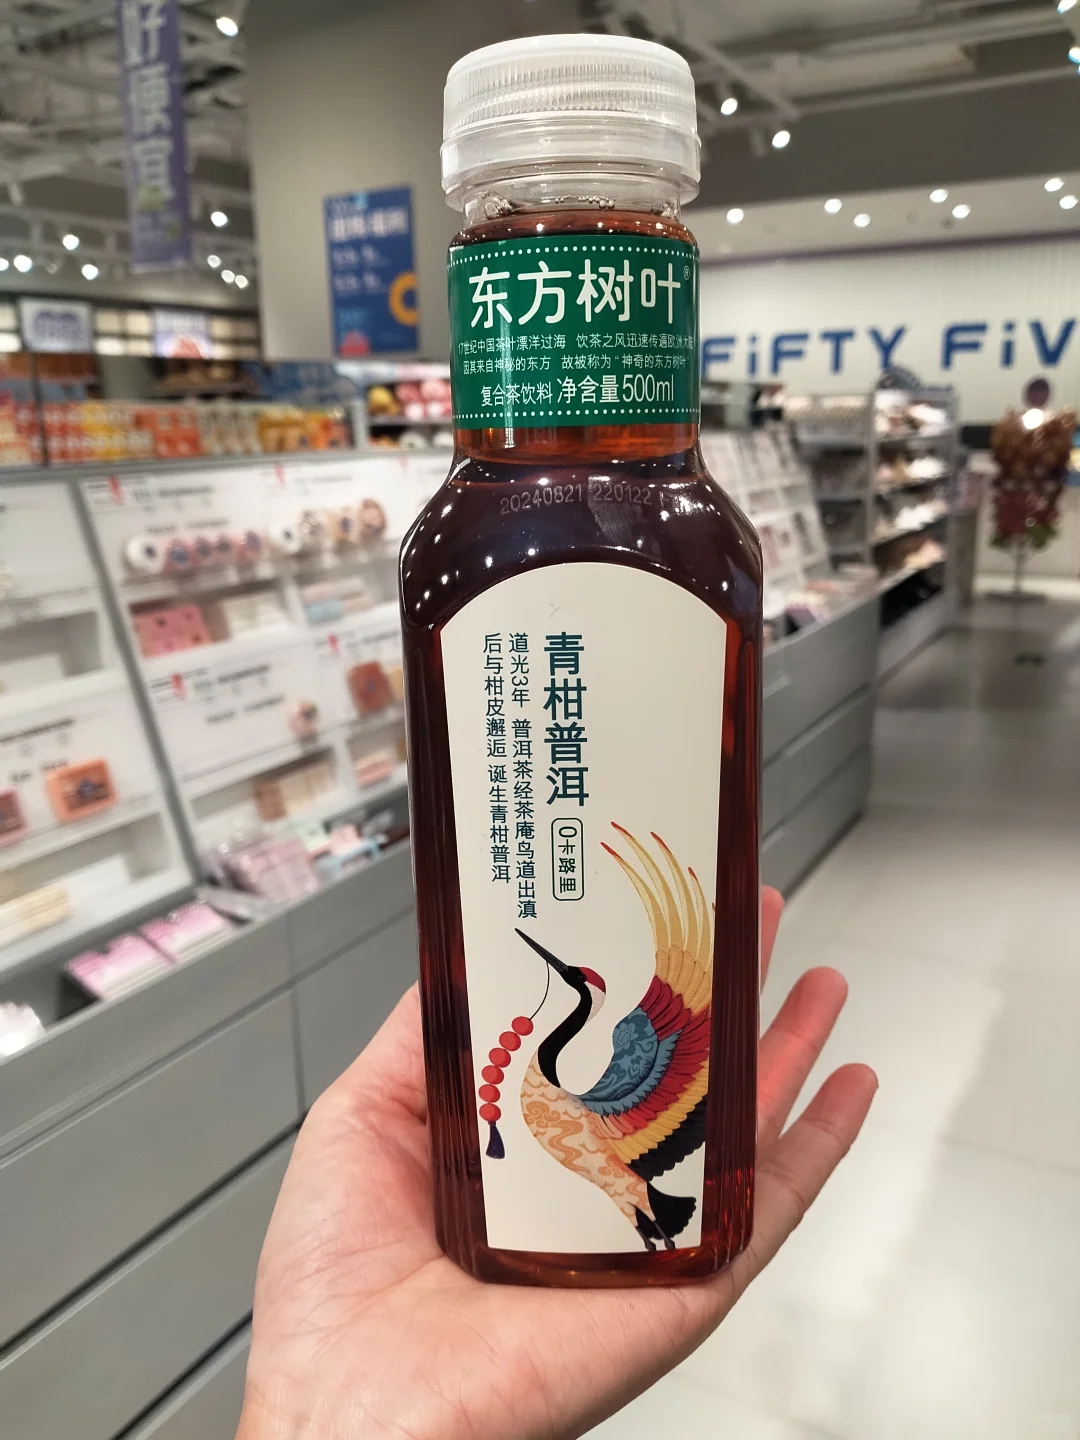 好便宜
东方树叶®
17世纪中国茶叶漂洋过海 饮茶之风迅速传遍欧洲大陆
因其来自神秘的东方 故被称为“神奇的东方树叶”
复合茶饮料 净含量500ml
FiFTY FiV
20240821 220122
青柑普洱
0卡路里
道光3年 普洱茶经茶庵鸟道出滇
后与柑皮邂逅 诞生青柑普洱